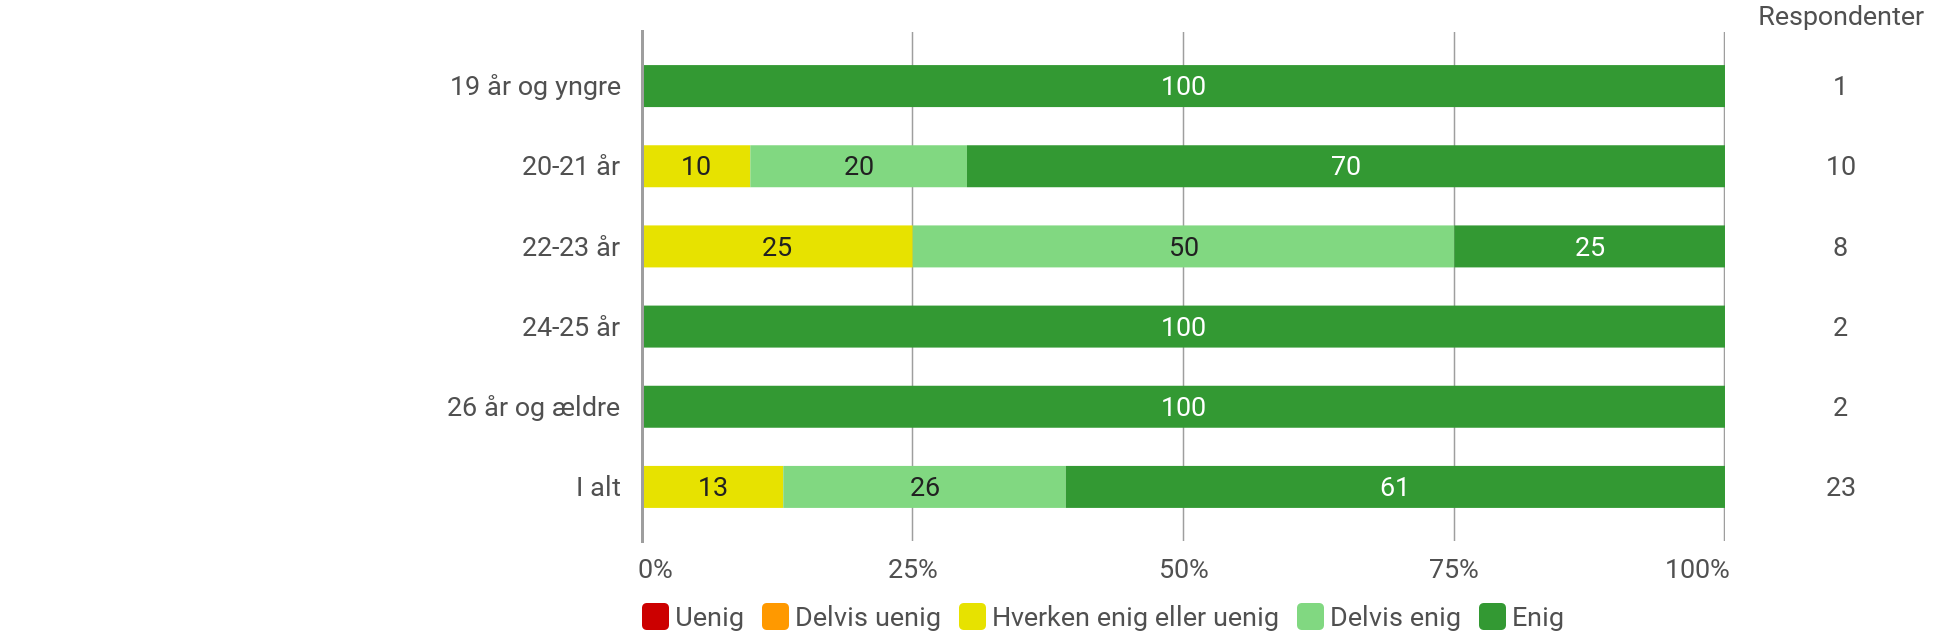 Respondenter
19 år og yngre 100 1
20-21 år 10 20 70 10
22-23 år 25 50 25 8
24-25 år 100 2
26 år og ældre 100 2
I alt 13 26 61 23
0% 25% 50% 75% 100%
Uenig Delvis uenig Hverken enig eller uenig Delvis enig Enig